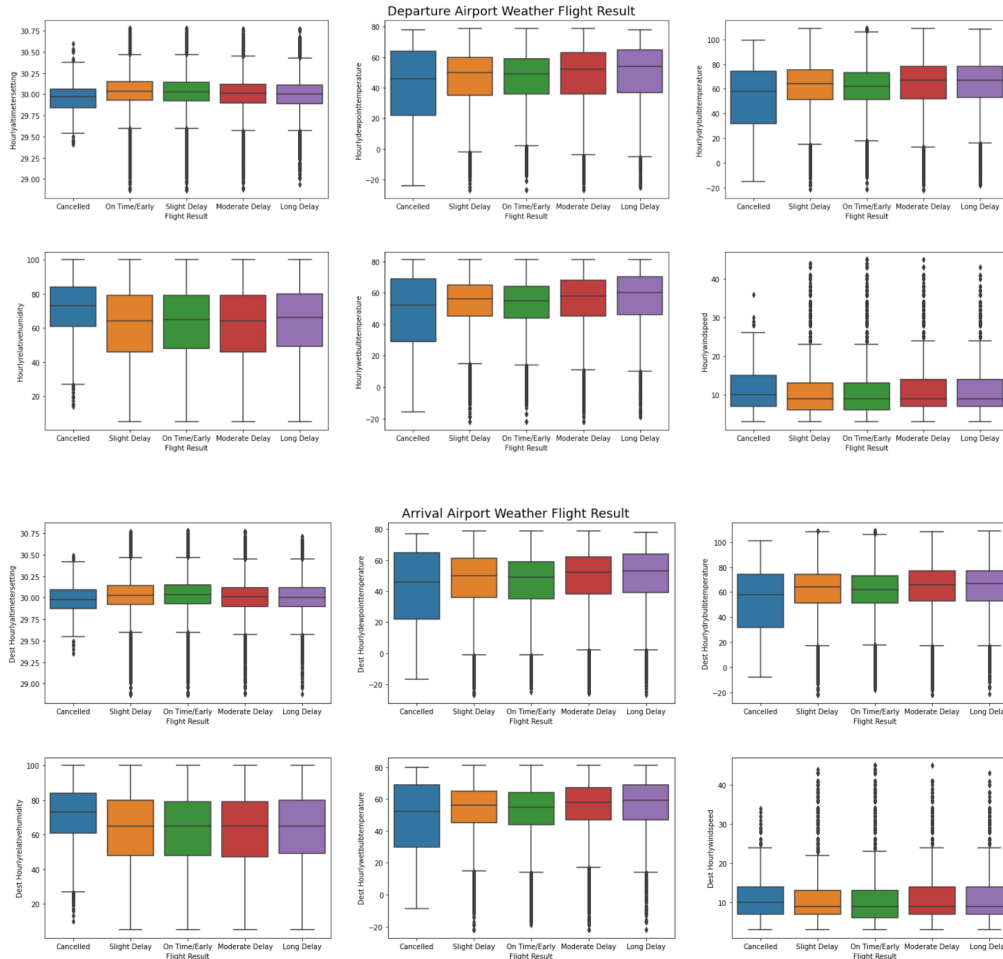 Departure Airport Weather Flight Result
Hourlyaltimetersetting
30.75
30.50
30.25
30.00
29.75
29.50
29.25
29.00
Cancelled On Time/Early Slight Delay Moderate Delay Long Delay
Flight Result
Hourlydewpointtemperature
80
60
40
20
0
−20
Cancelled Slight Delay On Time/Early Moderate Delay Long Delay
Flight Result
Hourlydrybulbtemperature
100
80
60
40
20
0
−20
Cancelled Slight Delay On Time/Early Moderate Delay Long Delay
Flight Result
Hourlyrelativehumidity
100
80
60
40
20
Cancelled Slight Delay On Time/Early Moderate Delay Long Delay
Flight Result
Hourlywetbulbtemperature
80
60
40
20
0
−20
Cancelled Slight Delay On Time/Early Moderate Delay Long Delay
Flight Result
Hourlywindspeed
40
30
20
10
Cancelled Slight Delay On Time/Early Moderate Delay Long Delay
Flight Result
Arrival Airport Weather Flight Result
Dest Hourlyaltimetersetting
30.75
30.50
30.25
30.00
29.75
29.50
29.25
29.00
Cancelled Slight Delay On Time/Early Moderate Delay Long Delay
Flight Result
Dest Hourlydewpointtemperature
80
60
40
20
0
−20
Cancelled Slight Delay On Time/Early Moderate Delay Long Delay
Flight Result
Dest Hourlydrybulbtemperature
100
80
60
40
20
0
−20
Cancelled Slight Delay On Time/Early Moderate Delay Long Delay
Flight Result
Dest Hourlyrelativehumidity
100
80
60
40
20
Cancelled Slight Delay On Time/Early Moderate Delay Long Delay
Flight Result
Dest Hourlywetbulbtemperature
80
60
40
20
0
−20
Cancelled Slight Delay On Time/Early Moderate Delay Long Delay
Flight Result
Dest Hourlywindspeed
40
30
20
10
Cancelled Slight Delay On Time/Early Moderate Delay Long Delay
Flight Result